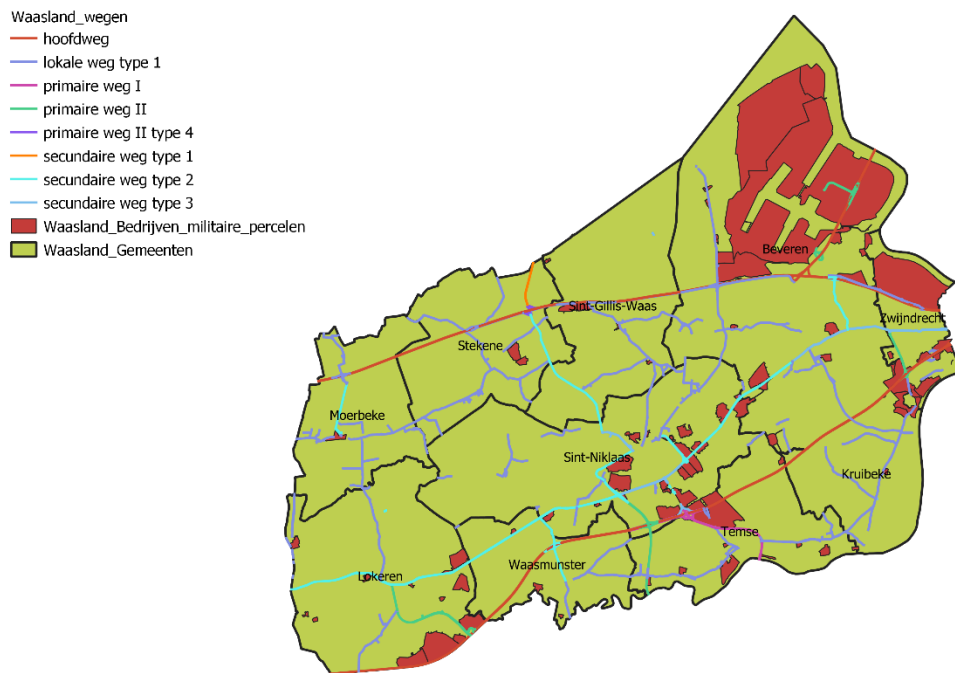 Waasland_wegen
hoofdweg
lokale weg type 1
primaire weg I
primaire weg II
primaire weg II type 4
secundaire weg type 1
secundaire weg type 2
secundaire weg type 3
Waasland_Bedrijven_militaire_percelen
Waasland_Gemeenten
Beveren
Sint-Gillis-Waas
Zwijndrecht
Stekene
Moerbeke
Sint-Niklaas
Kruibeke
Temse
Waasmunster
Lokeren